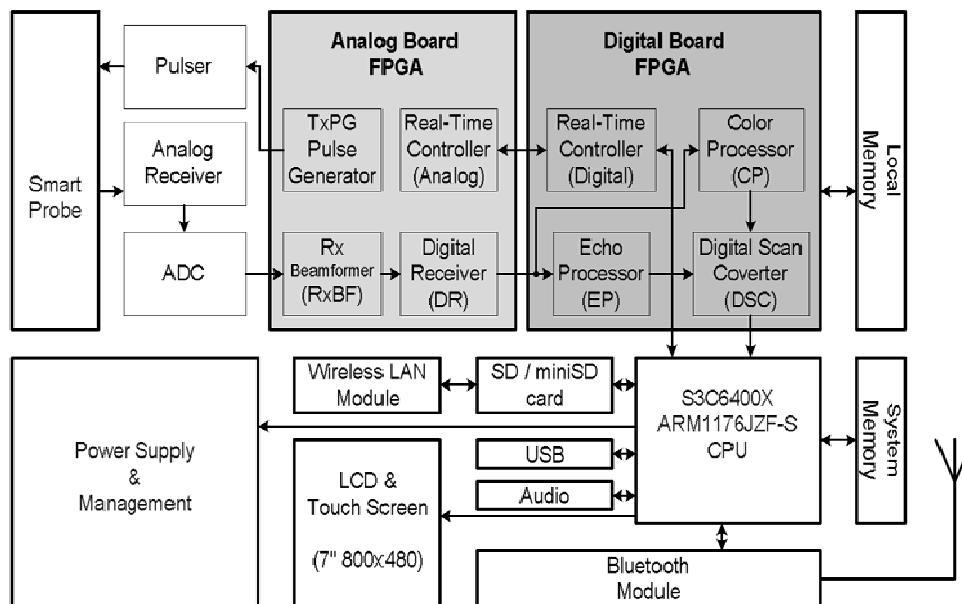 Analog Board
FPGA
Digital Board
FPGA
Smart
Probe
Pulser
Analog
Receiver
ADC
TxPG
Pulse
Generator
Real-Time
Controller
(Analog)
Rx
Beamformer
(RxBF)
Digital
Receiver
(DR)
Real-Time
Controller
(Digital)
Color
Processor
(CP)
Echo
Processor
(EP)
Digital Scan
Coverter
(DSC)
Local
Memory
Power Supply
&
Management
Wireless LAN
Module
SD / miniSD
card
LCD &
Touch Screen
(7" 800x480)
USB
Audio
S3C6400X
ARM1176JZF-S
CPU
System
Memory
Bluetooth
Module